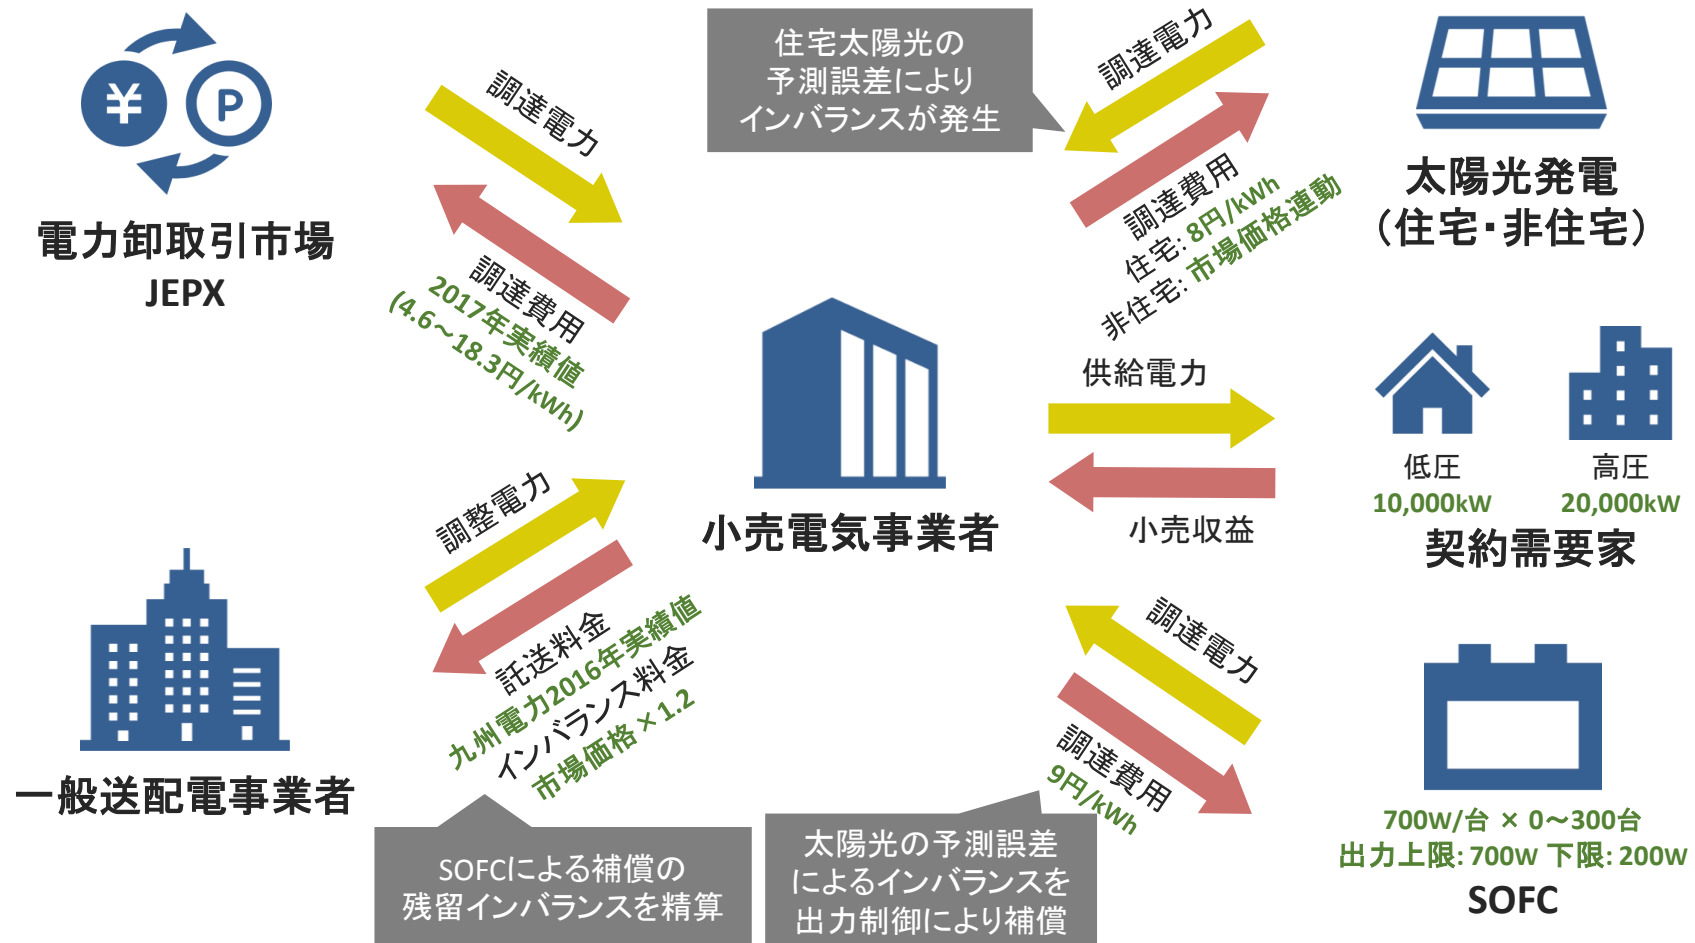 ¥
P
電力卸取引市場
JEPX
調達電力
調達費用
2017年実績値
(4.6～18.3円/kWh)
住宅太陽光の
予測誤差により
インバランスが発生
調達電力
調達費用
住宅: 8円/kWh
非住宅: 市場価格連動
太陽光発電
（住宅・非住宅）
小売電気事業者
供給電力
小売収益
低圧
10,000kW
高圧
20,000kW
契約需要家
調整電力
託送料金
九州電力2016年実績値
インバランス料金
市場価格×1.2
一般送配電事業者
SOFCによる補償の
残留インバランスを精算
調達電力
調達費用
9円/kWh
太陽光の予測誤差
によるインバランスを
出力制御により補償
700W/台 × 0～300台
出力上限: 700W 下限: 200W
SOFC